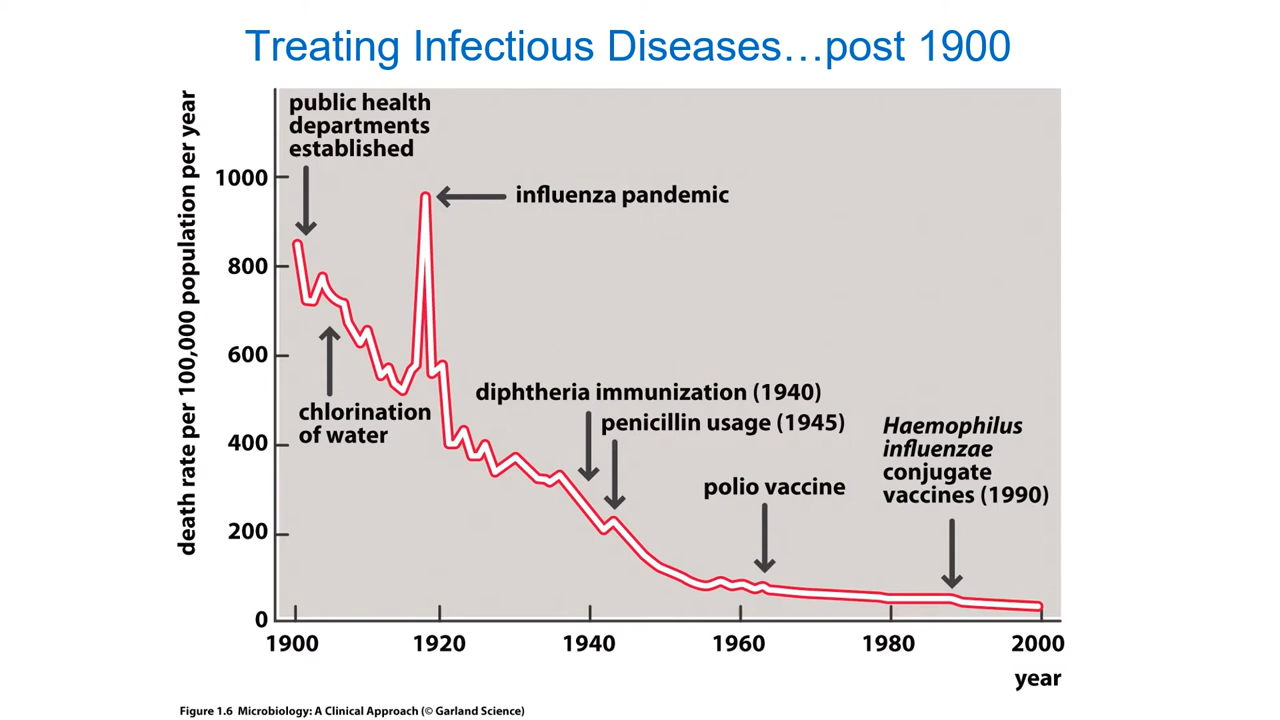 Treating Infectious Diseases…post 1900
public health
departments
established
death rate per 100,000 population per year
1000
800
600
400
200
0
influenza pandemic
chlorination
of water
diphtheria immunization (1940)
penicillin usage (1945)
polio vaccine
Haemophilus
influenzae
conjugate
vaccines (1990)
1900
1920
1940
1960
1980
2000
year
Figure 1.6 Microbiology: A Clinical Approach (© Garland Science)